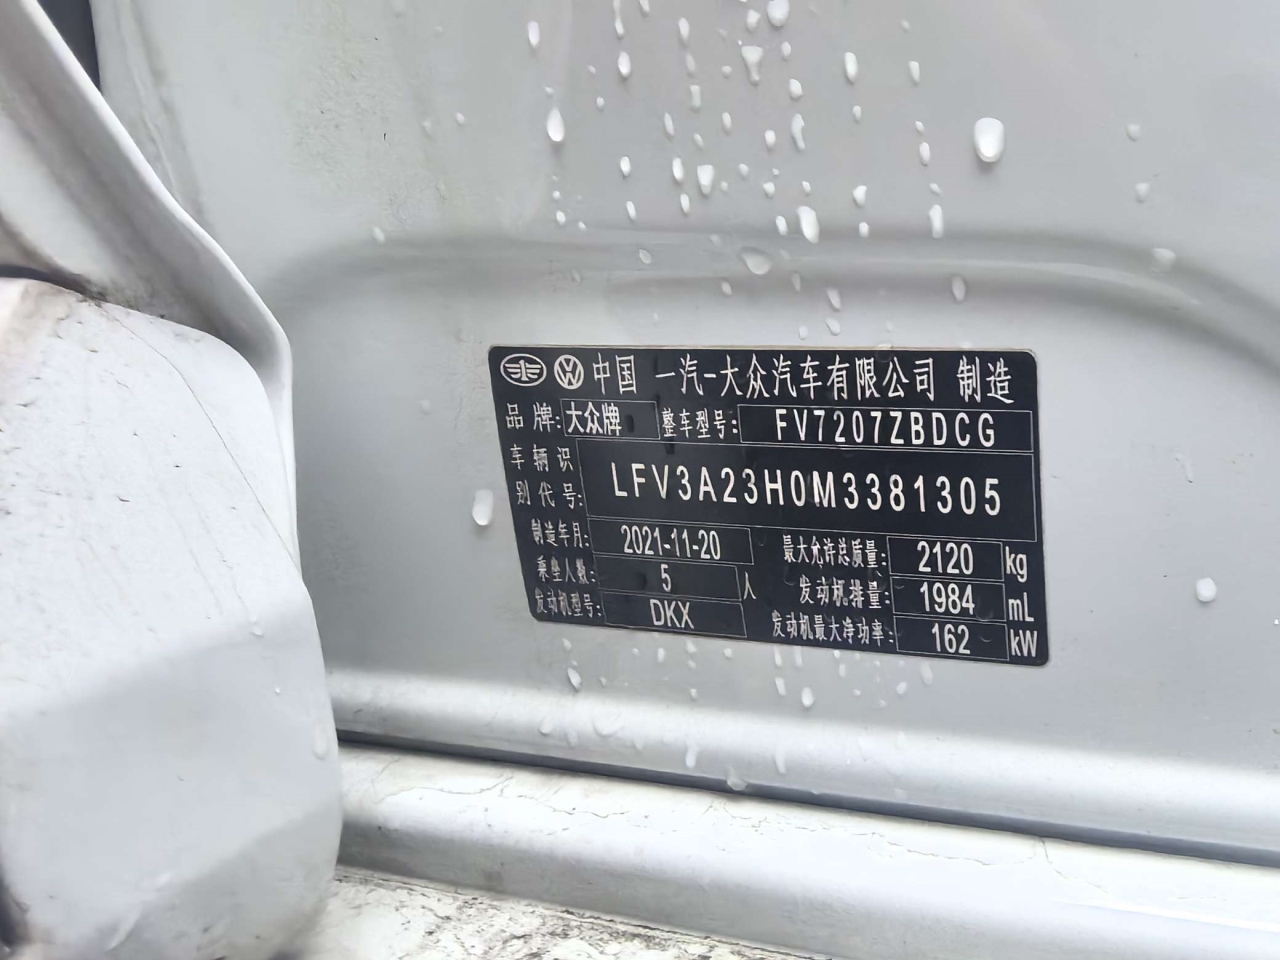 中国 一汽-大众汽车有限公司 制造
品牌: 大众牌 整车型号: FV7207ZBDCG
车辆识别代号: LFV3A23H0M3381305
制造年月: 2021-11-20 最大允许总质量: 2120 kg
乘坐人数: 5 人 发动机排量: 1984 mL
发动机型号: DKX 发动机最大净功率: 162 kW